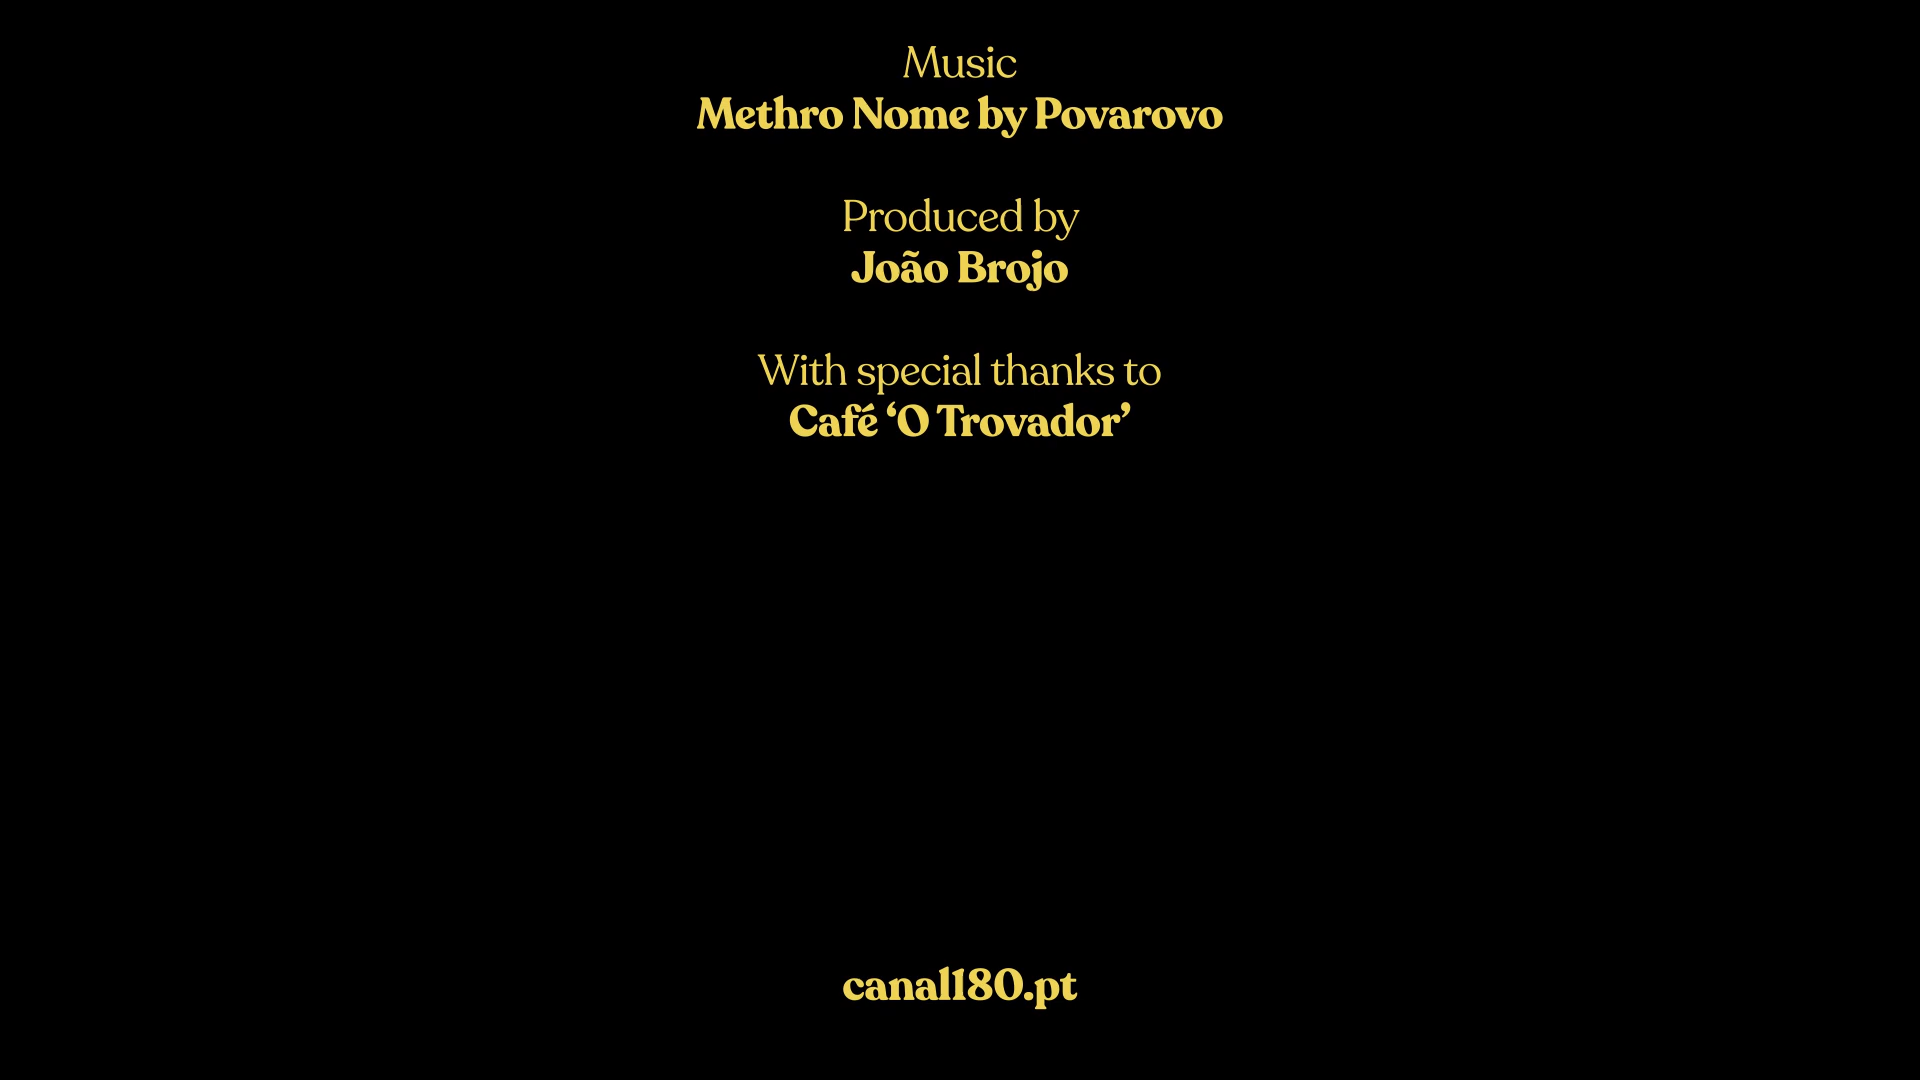 Music
Methro Nome by Povarovo
Produced by
João Brojo
With special thanks to
Café ‘O Trovador’
canal180.pt